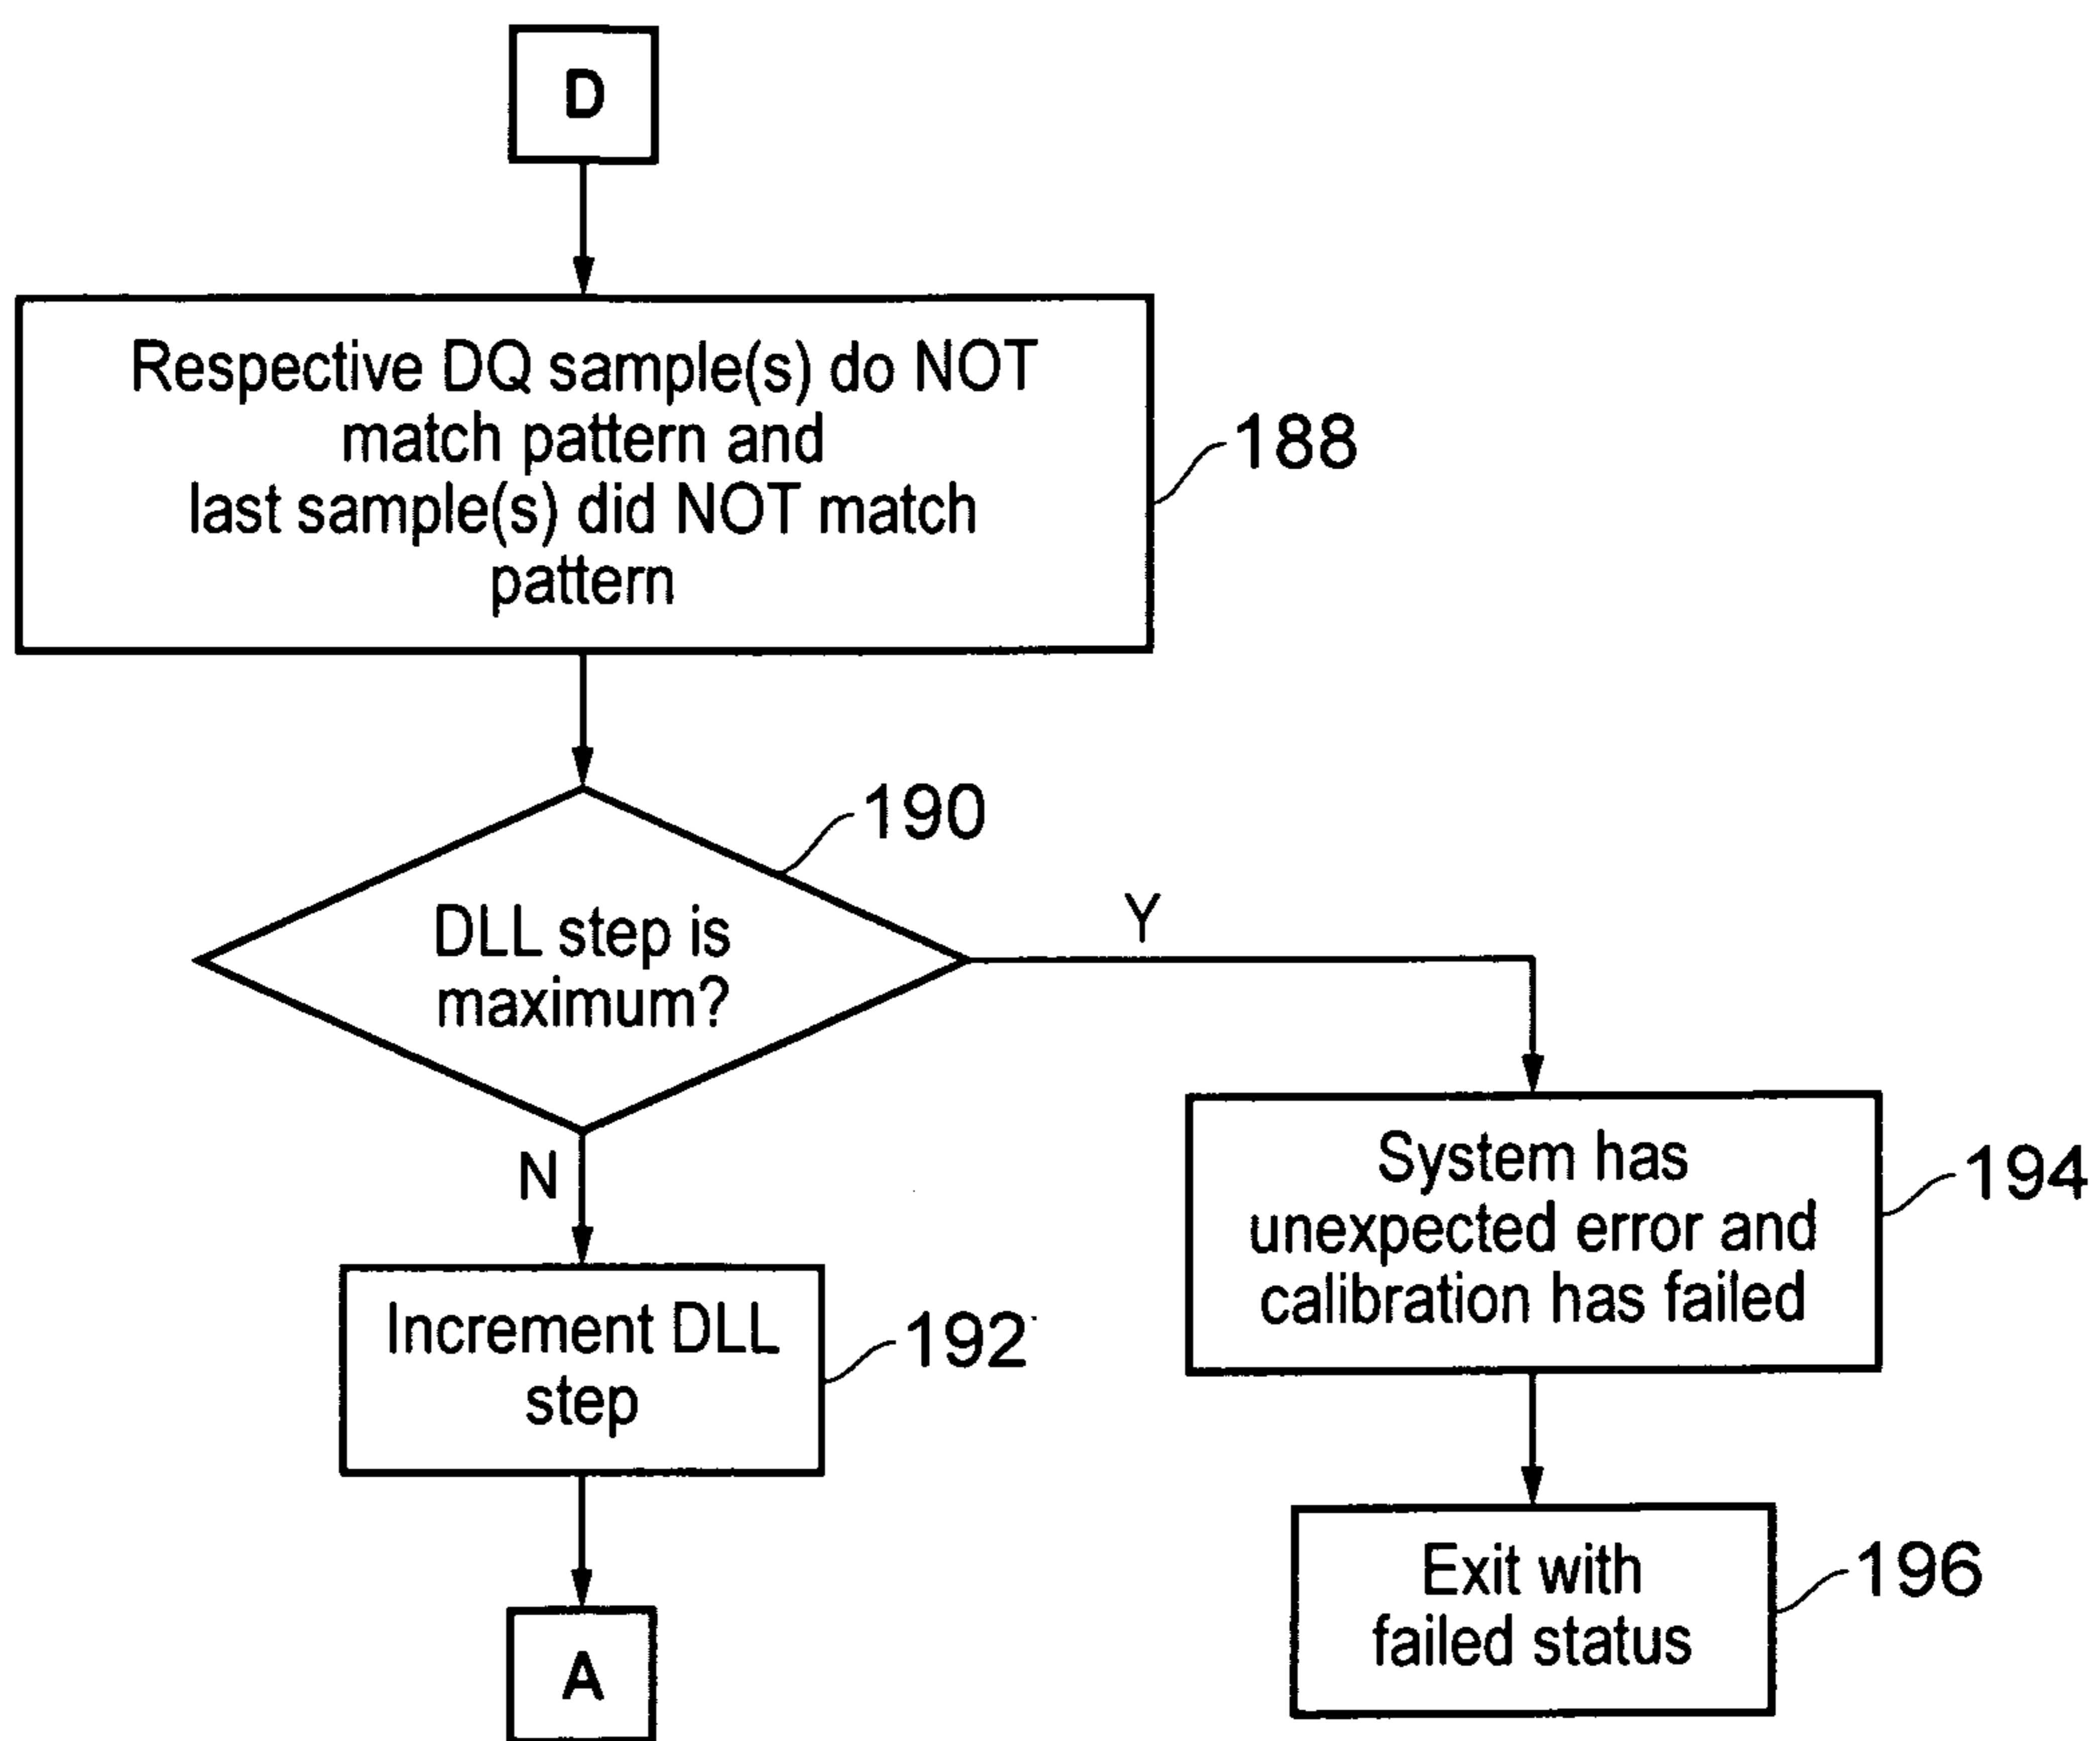 D
Respective DQ sample(s) do NOT
match pattern and
last sample(s) did NOT match
pattern
188
190
DLL step is
maximum?
Y
N
System has
unexpected error and
calibration has failed
194
Increment DLL
step
192
Exit with
failed status
196
A